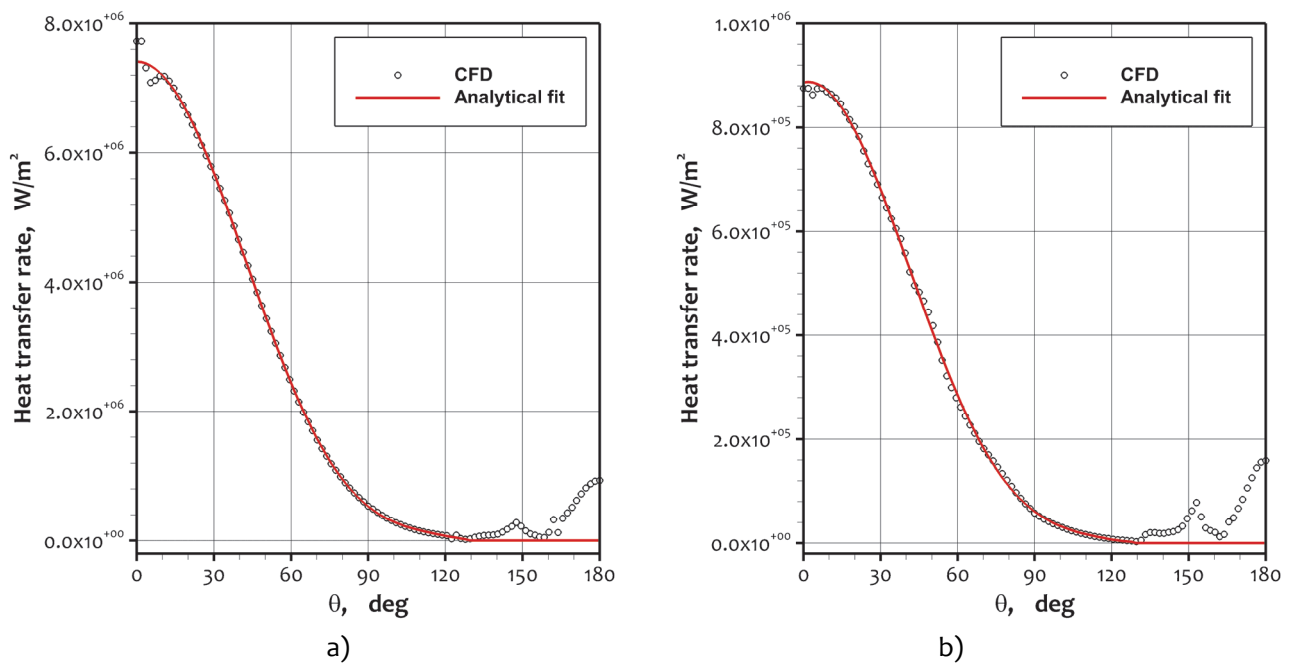 8.0x10⁺⁰⁶
6.0x10⁺⁰⁶
4.0x10⁺⁰⁶
2.0x10⁺⁰⁶
0.0x10⁺⁰⁰
Heat transfer rate, W/m²
CFD
Analytical fit
0 30 60 90 120 150 180
θ, deg
a)
1.0x10⁺⁰⁶
8.0x10⁺⁰⁵
6.0x10⁺⁰⁵
4.0x10⁺⁰⁵
2.0x10⁺⁰⁵
0.0x10⁺⁰⁰
Heat transfer rate, W/m²
CFD
Analytical fit
0 30 60 90 120 150 180
θ, deg
b)